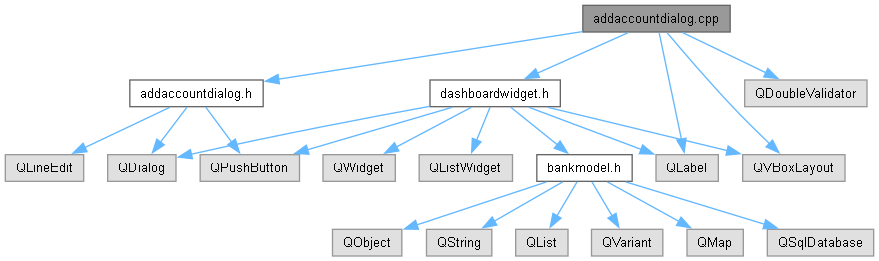 addaccountdialog.cpp
addaccountdialog.h
dashboardwidget.h
QDoubleValidator
QLineEdit
QDialog
QPushButton
QWidget
QListWidget
bankmodel.h
QLabel
QVBoxLayout
QObject
QString
QList
QVariant
QMap
QSqlDatabase